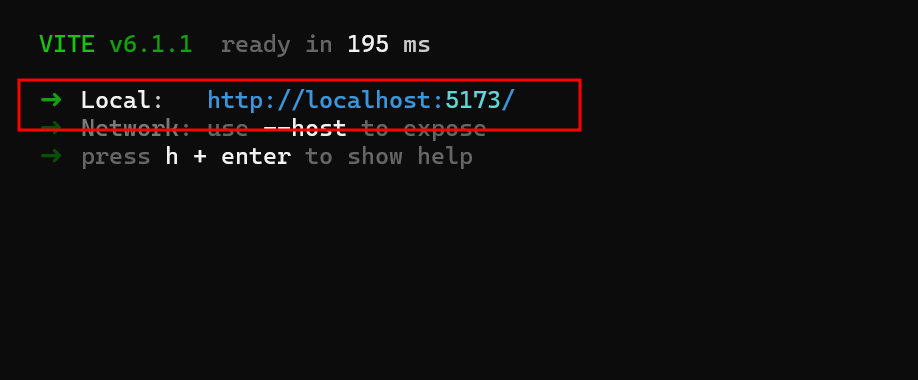 VITE v6.1.1  ready in 195 ms
➜  Local:   http://localhost:5173/
➜  Network: use --host to expose
➜  press h + enter to show help